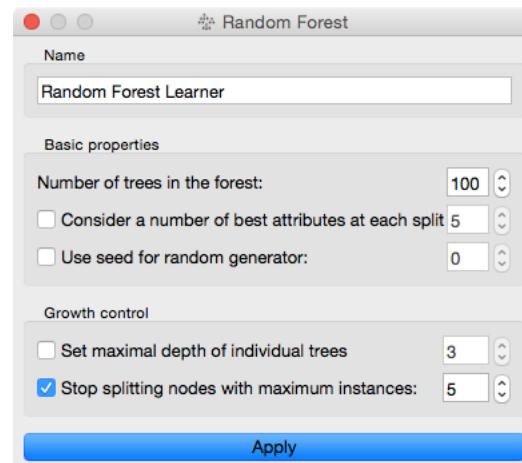 Random Forest
Name
Random Forest Learner
Basic properties
Number of trees in the forest: 100
Consider a number of best attributes at each split 5
Use seed for random generator: 0
Growth control
Set maximal depth of individual trees 3
Stop splitting nodes with maximum instances: 5
Apply